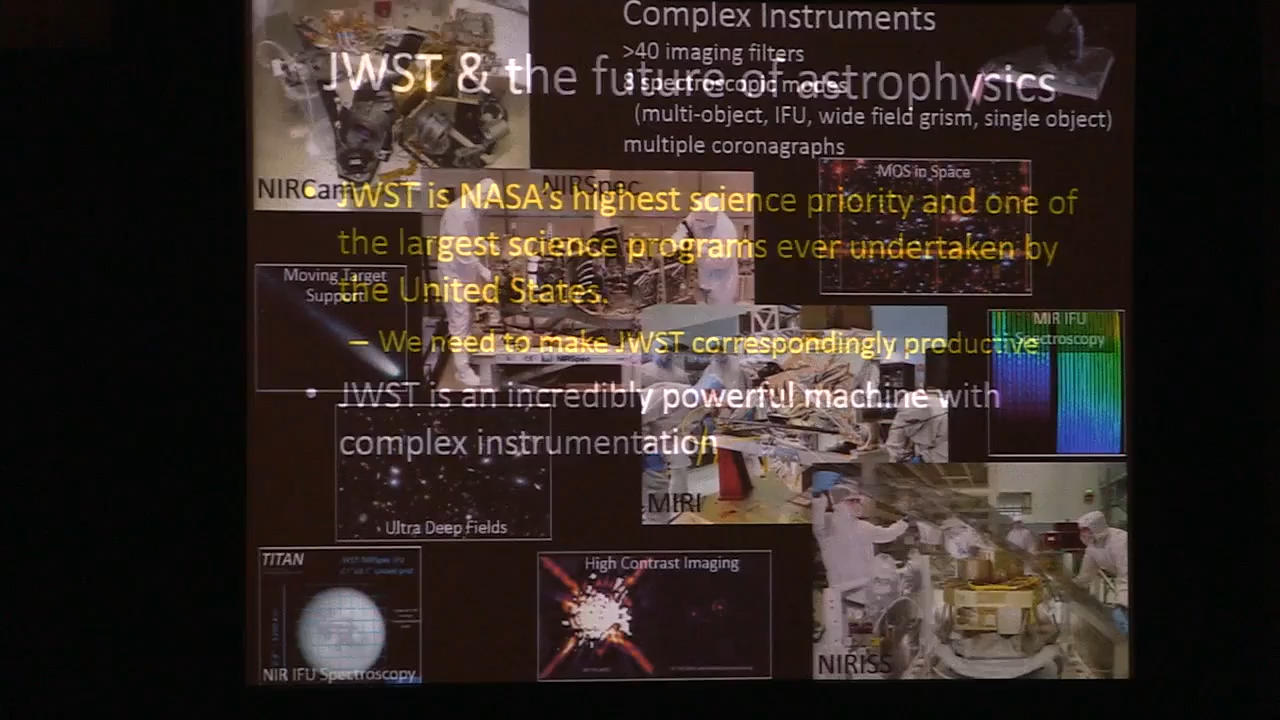 Complex Instruments
>40 imaging filters
JWST & the future of astrophysics
8 spectroscopic modes
(multi-object, IFU, wide field grism, single object)
multiple coronagraphs
MOS in Space
NIRCam
NIRSpec
• JWST is NASA's highest science priority and one of
the largest science programs ever undertaken by
the United States.
Moving Target
Support
MIR IFU
Spectroscopy
– We need to make JWST correspondingly productive
NIRSpec
• JWST is an incredibly powerful machine with
complex instrumentation
MIRI
Ultra Deep Fields
TITAN
High Contrast Imaging
NIRISS
NIR IFU Spectroscopy